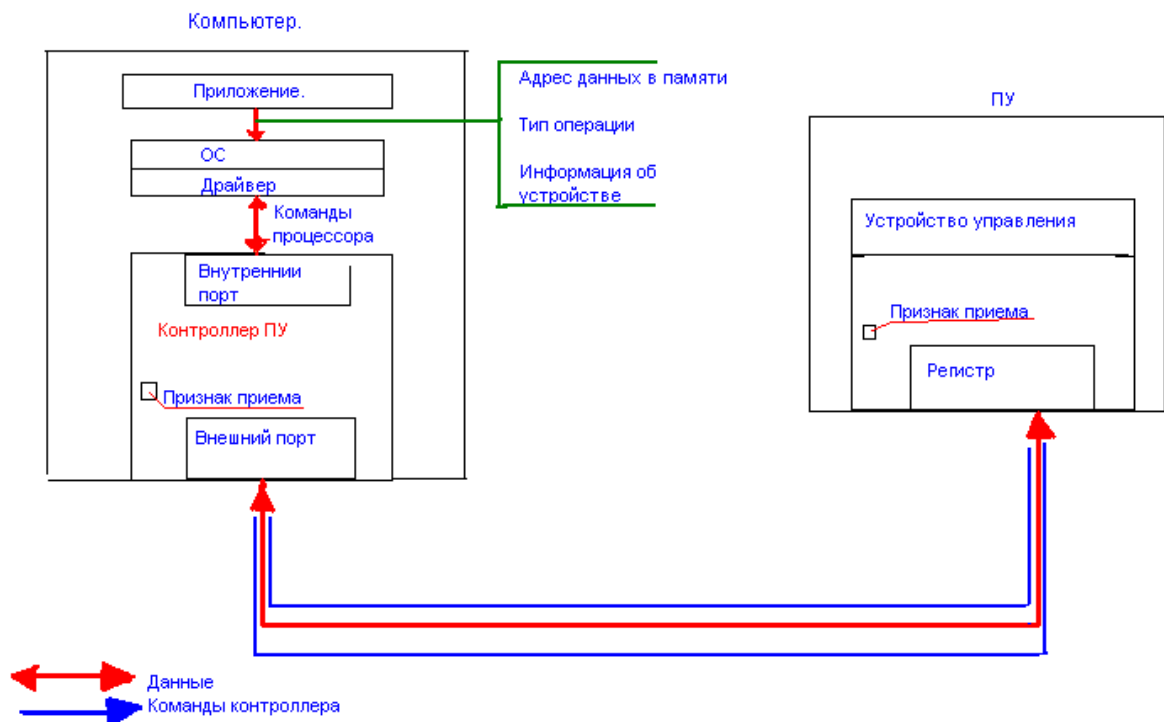 Компьютер.
Приложение.
ОС
Драйвер
Команды
процессора
Внутреннии
порт
Контроллер ПУ
Признак приема
Внешний порт
Адрес данных в памяти
Тип операции
Информация об
устройстве
ПУ
Устройство управления
Признак приема
Регистр
Данные
Команды контроллера